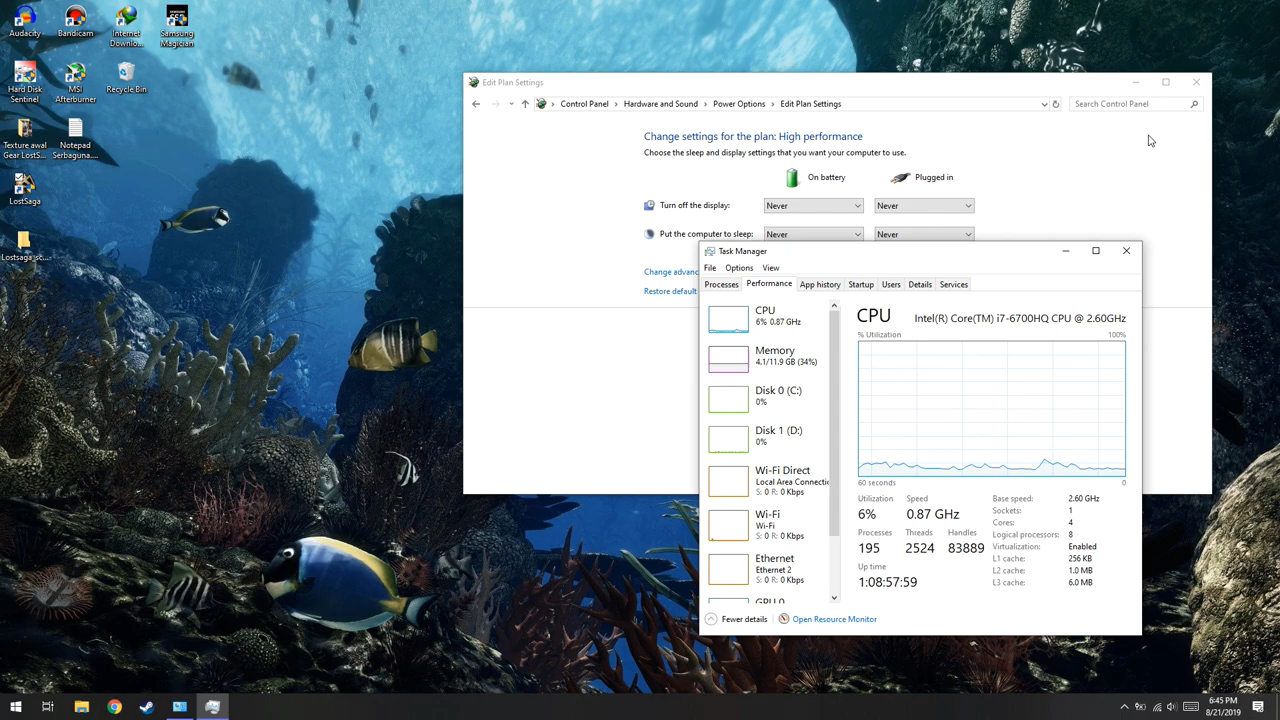 Audacity
Bandicam
Internet
Downlo...
Samsung
Magician
Hard Disk
Sentinel
MSI
Afterburner
Recycle Bin
Texture awal
Gear LostS...
Notepad
Serbaguna....
LostSaga
Lostsaga_sc...
Edit Plan Settings
Control Panel
Hardware and Sound
Power Options
Edit Plan Settings
Search Control Panel
Change settings for the plan: High performance
Choose the sleep and display settings that you want your computer to use.
On battery
Plugged in
Turn off the display:
Never
Never
Put the computer to sleep:
Never
Never
Change advanc
Restore default
Task Manager
File
Options
View
Processes
Performance
App history
Startup
Users
Details
Services
CPU
6% 0.87 GHz
Memory
4.1/11.9 GB (34%)
Disk 0 (C:)
0%
Disk 1 (D:)
0%
Wi-Fi Direct
Local Area Connectio
S: 0 R: 0 Kbps
Wi-Fi
Wi-Fi
S: 0 R: 0 Kbps
Ethernet
Ethernet 2
S: 0 R: 0 Kbps
GPU 0
CPU
Intel(R) Core(TM) i7-6700HQ CPU @ 2.60GHz
% Utilization
100%
60 seconds
0
Utilization
Speed
6%
0.87 GHz
Processes
Threads
Handles
195
2524
83889
Up time
1:08:57:59
Base speed:
2.60 GHz
Sockets:
1
Cores:
4
Logical processors:
8
Virtualization:
Enabled
L1 cache:
256 KB
L2 cache:
1.0 MB
L3 cache:
6.0 MB
Fewer details
Open Resource Monitor
6:45 PM
8/21/2019